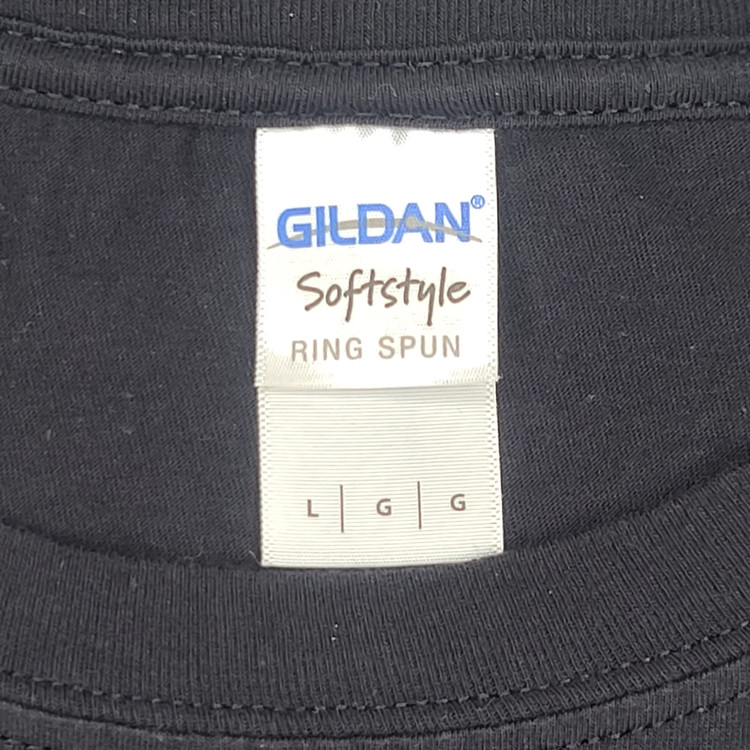 GILDAN®
Softstyle
RING SPUN
L | G | G